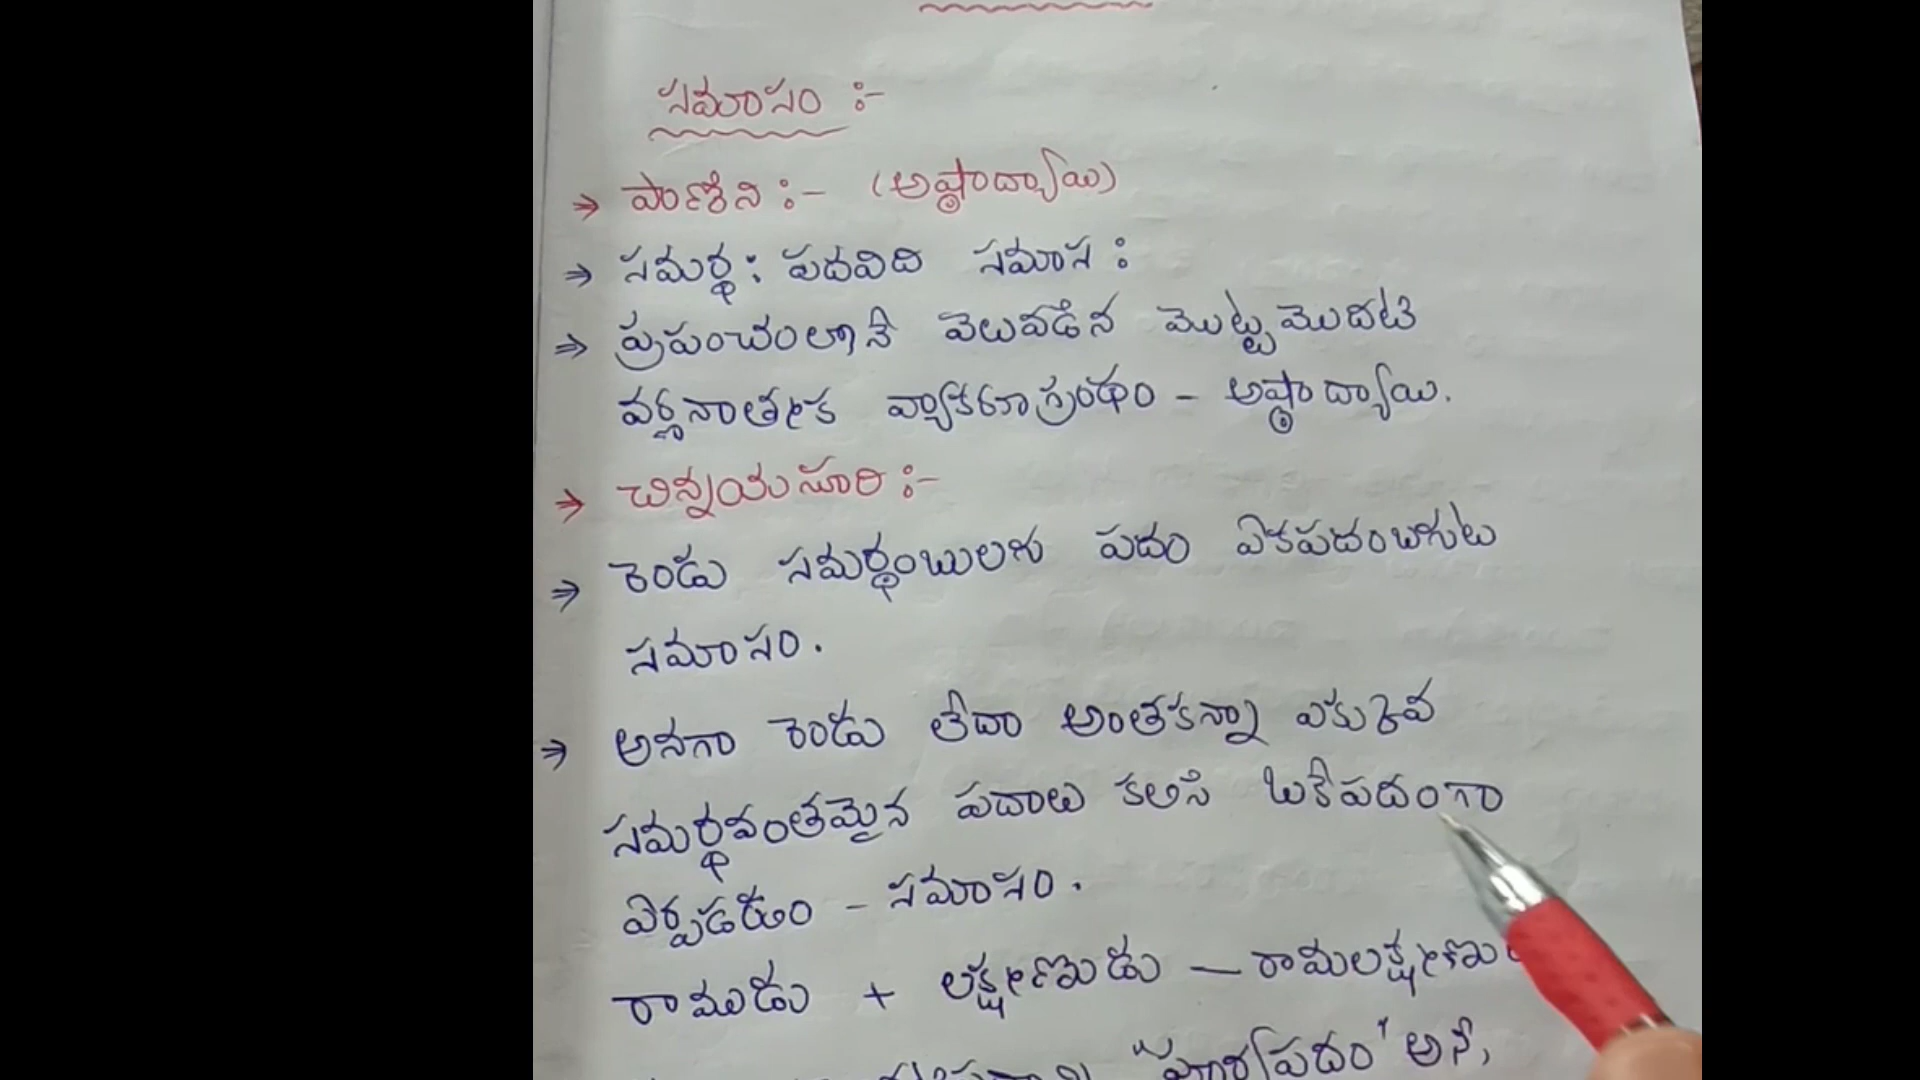 సమాసం :-
⇒ పాణిని :- (అష్టాద్యాయి)
⇒ సమర్థ: పదవిది సమాస:
⇒ ప్రపంచంలోనే వెలువడిన మొట్టమొదటి
వర్ణనాత్మక వ్యాకరణగ్రంథం - అష్టాద్యాయి.
⇒ చిన్నయసూరి :-
⇒ రెండు సమర్థంబులగు పదం ఏకపదంబగుట
సమాసం.
⇒ అనగా రెండు లేదా అంతకన్నా ఎక్కువ
సమర్థవంతమైన పదాలు కలసి ఒకేపదంగా
ఏర్పడడం - సమాసం.
రాముడు + లక్ష్మణుడు - రామలక్ష్మణు
పూర్వపదం' అని,